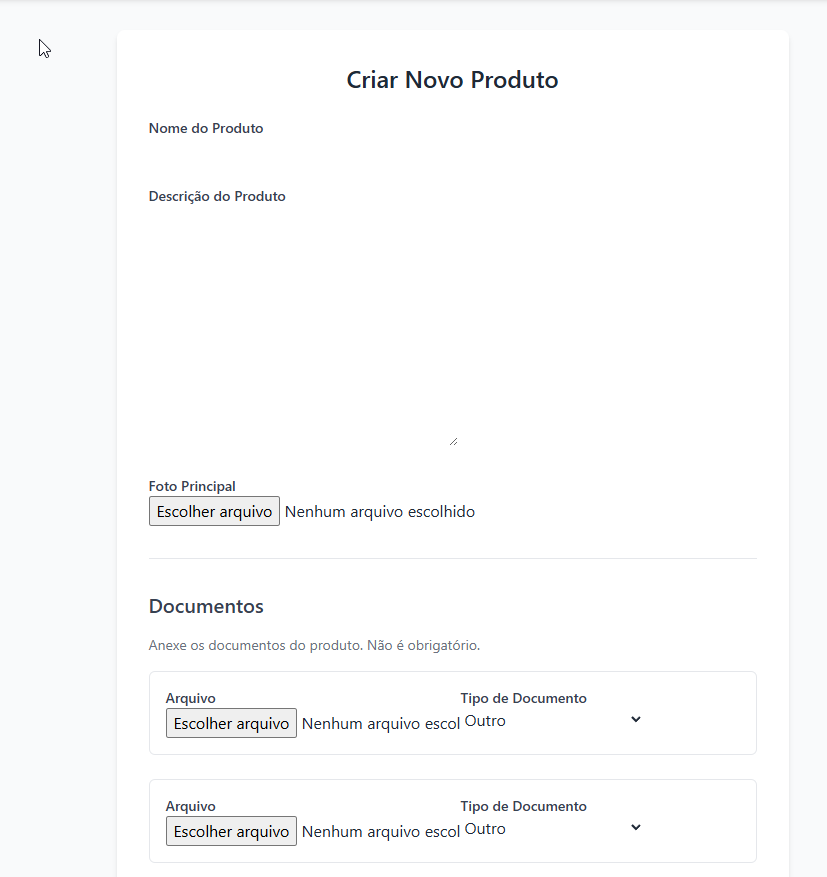 Criar Novo Produto
Nome do Produto
Descrição do Produto
Foto Principal
Escolher arquivo Nenhum arquivo escolhido
Documentos
Anexe os documentos do produto. Não é obrigatório.
Arquivo Tipo de Documento
Escolher arquivo Nenhum arquivo escol Outro
Arquivo Tipo de Documento
Escolher arquivo Nenhum arquivo escol Outro